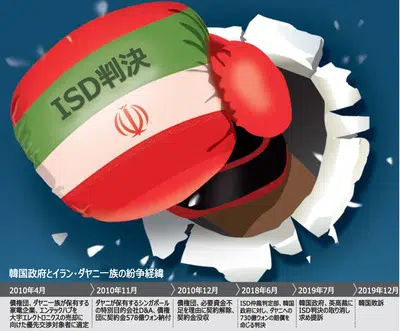 ISD判決
韓国政府とイラン・ダヤニ一族の紛争経緯
2010年4月
債権団、ダヤニ一族が保有する
家電企業、エンテクハブを
大宇エレクトロニクスの売却に
向けた優先交渉対象者に選定
2010年11月
ダヤニが保有するシンガポール
の特別目的会社D&A、債権
団に契約金578億ウォン納付
2010年12月
債権団、必要資金不
足を理由に契約解除、
契約金没収
2018年6月
ISD仲裁判定部、韓国
政府に対し、ダヤニへの
730億ウォンの賠償を
命じる判決
2019年7月
韓国政府、英高裁に
ISD判決の取り消し
求め提訴
2019年12月
韓国敗訴